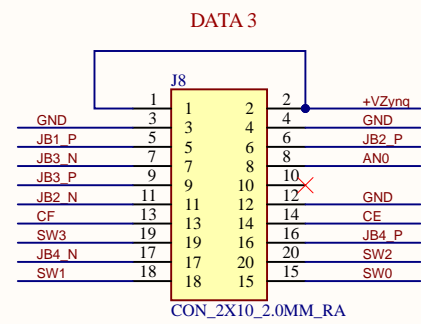 DATA 3
J8
1 1 2 2 +VZynq
GND 3 3 4 4 GND
JB1_P 5 5 6 6 JB2_P
JB3_N 7 7 8 8 AN0
JB3_P 9 9 10 10
JB2_N 11 11 12 12 GND
CF 13 13 14 14 CE
SW3 19 19 16 16 JB4_P
JB4_N 17 17 20 20 SW2
SW1 18 18 15 15 SW0
CON_2X10_2.0MM_RA